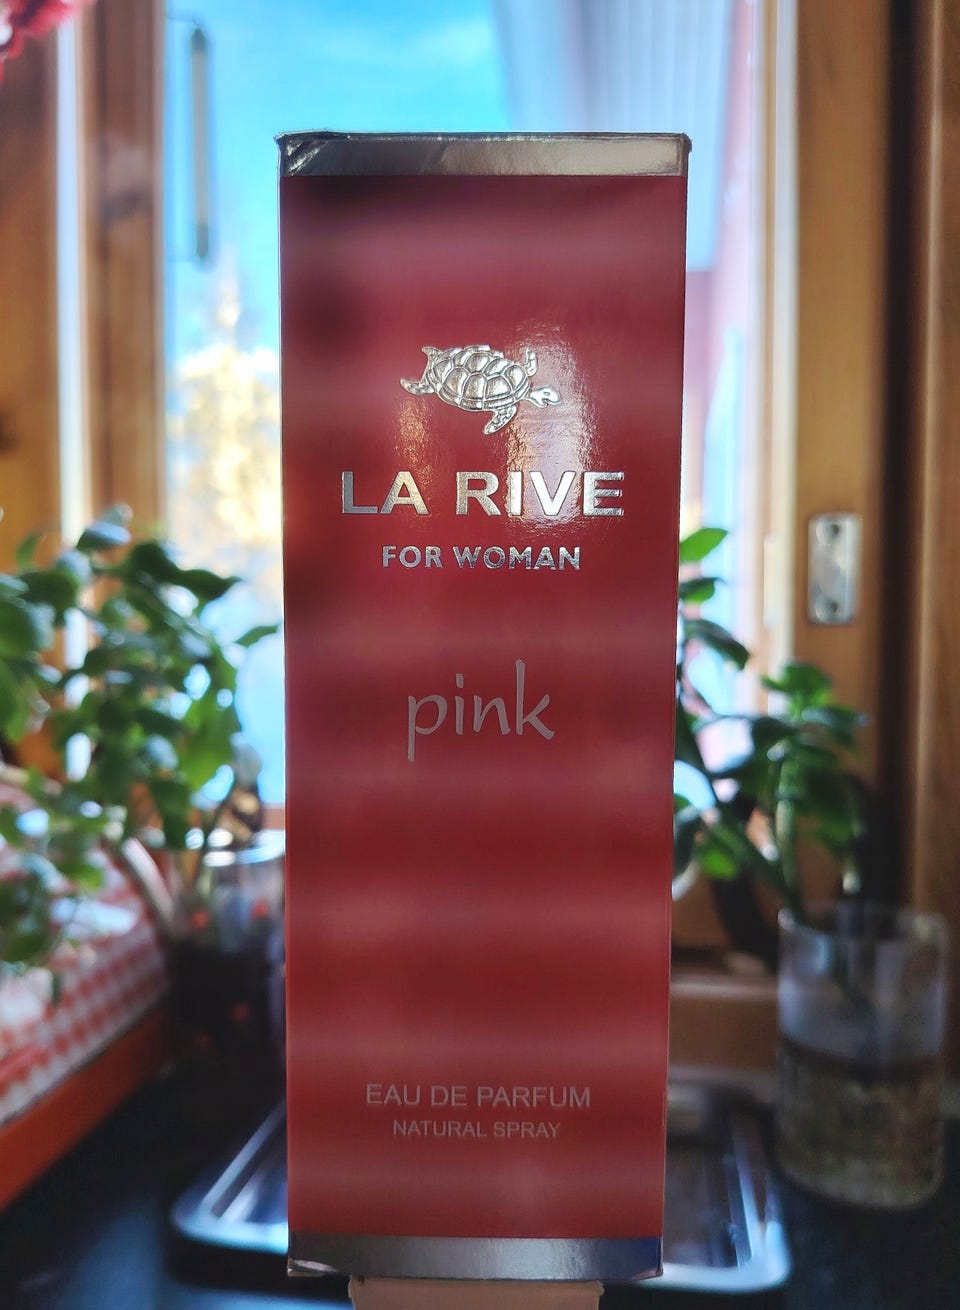 LA RIVE
FOR WOMAN
pink
EAU DE PARFUM
NATURAL SPRAY